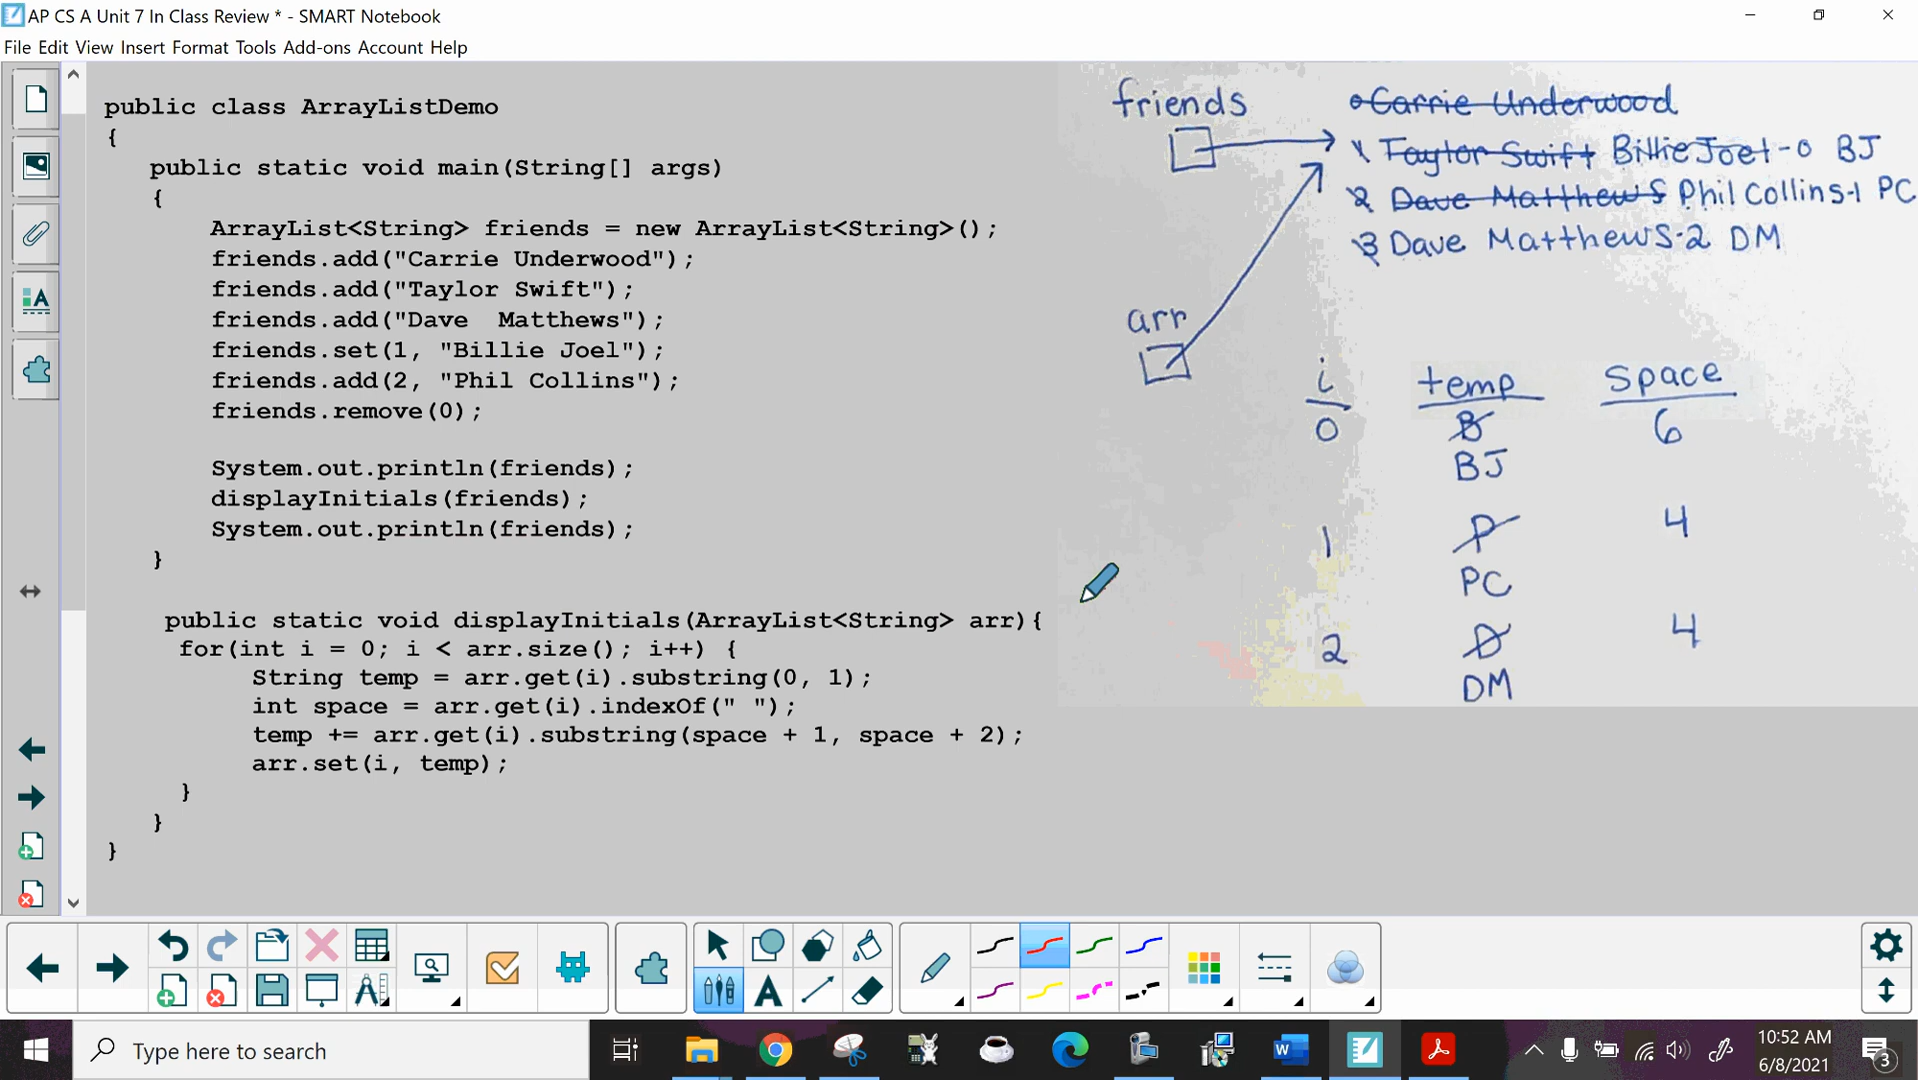 AP CS A Unit 7 In Class Review * - SMART Notebook
File Edit View Insert Format Tools Add-ons Account Help
public class ArrayListDemo
{
public static void main(String[] args)
{
ArrayList<String> friends = new ArrayList<String>();
friends.add("Carrie Underwood");
friends.add("Taylor Swift");
friends.add("Dave  Matthews");
friends.set(1, "Billie Joel");
friends.add(2, "Phil Collins");
friends.remove(0);
System.out.println(friends);
displayInitials(friends);
System.out.println(friends);
}
public static void displayInitials(ArrayList<String> arr){
for(int i = 0; i < arr.size(); i++) {
String temp = arr.get(i).substring(0, 1);
int space = arr.get(i).indexOf(" ");
temp += arr.get(i).substring(space + 1, space + 2);
arr.set(i, temp);
}
}
}
friends
0 Carrie Underwood
1 Taylor Swift Billie Joel - 0 BJ
2 Dave Matthews Phil Collins-1 PC
3 Dave Matthews-2 DM
arr
i temp space
0 B 6
BJ
1 P 4
PC
2 D 4
DM
Type here to search
10:52 AM
6/8/2021
3